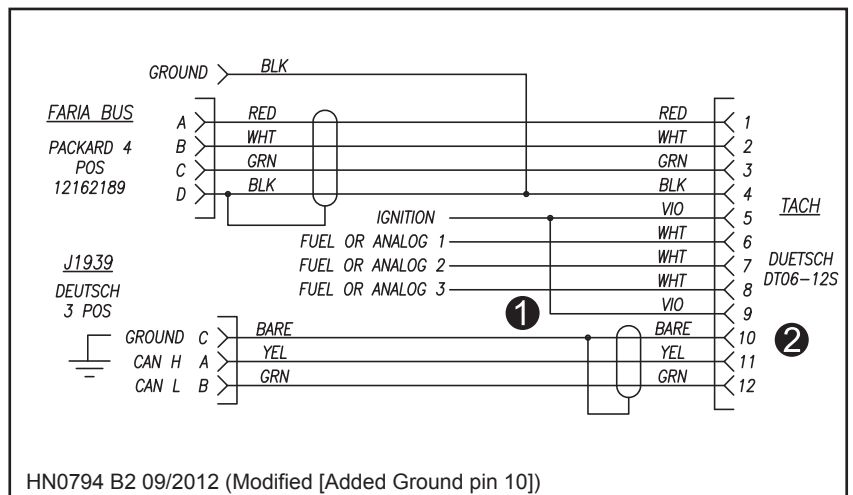 GROUND BLK
FARIA BUS
PACKARD 4
POS
12162189
A RED RED 1
B WHT WHT 2
C GRN GRN 3
D BLK BLK 4
IGNITION VIO 5
FUEL OR ANALOG 1 WHT 6
FUEL OR ANALOG 2 WHT 7
FUEL OR ANALOG 3 WHT 8
VIO 9
TACH
DUETSCH
DT06-12S
J1939
DEUTSCH
3 POS
1
GROUND C BARE BARE 10
2
CAN H A YEL YEL 11
CAN L B GRN GRN 12
HN0794 B2 09/2012 (Modified [Added Ground pin 10])